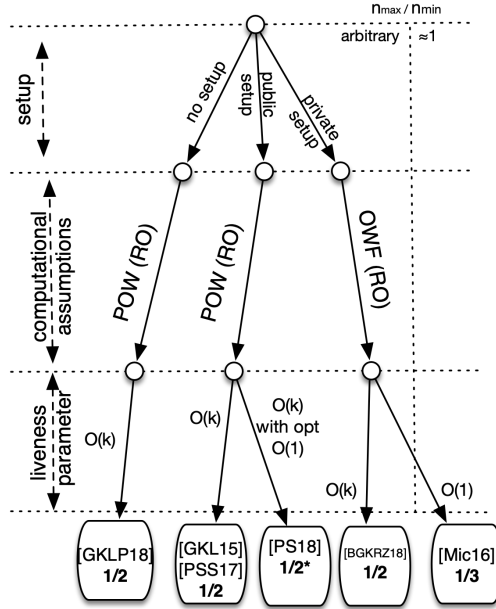 n_max / n_min
arbitrary ≈1
setup
no setup
public
setup
private
setup
computational
assumptions
POW (RO)
POW (RO)
OWF (RO)
liveness
parameter
O(k)
O(k)
O(k)
with opt
O(1)
O(k)
O(1)
[GKLP18]
1/2
[GKL15]
[PSS17]
1/2
[PS18]
1/2*
[BGKRZ18]
1/2
[Mic16]
1/3